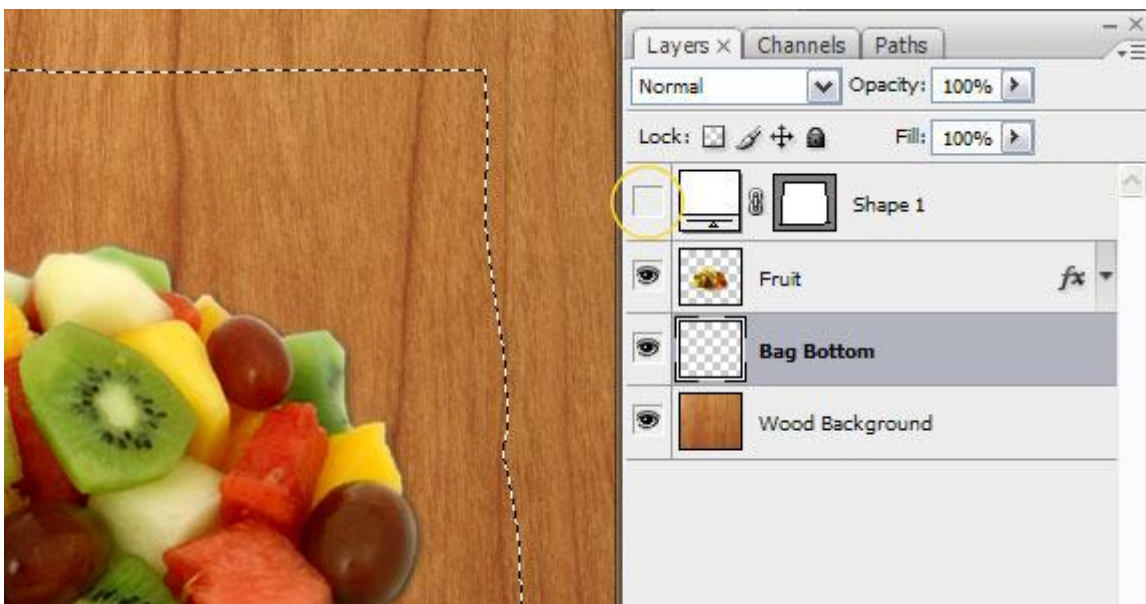 Layers × Channels Paths
Normal Opacity: 100%
Lock: Fill: 100%
Shape 1
Fruit fx
Bag Bottom
Wood Background